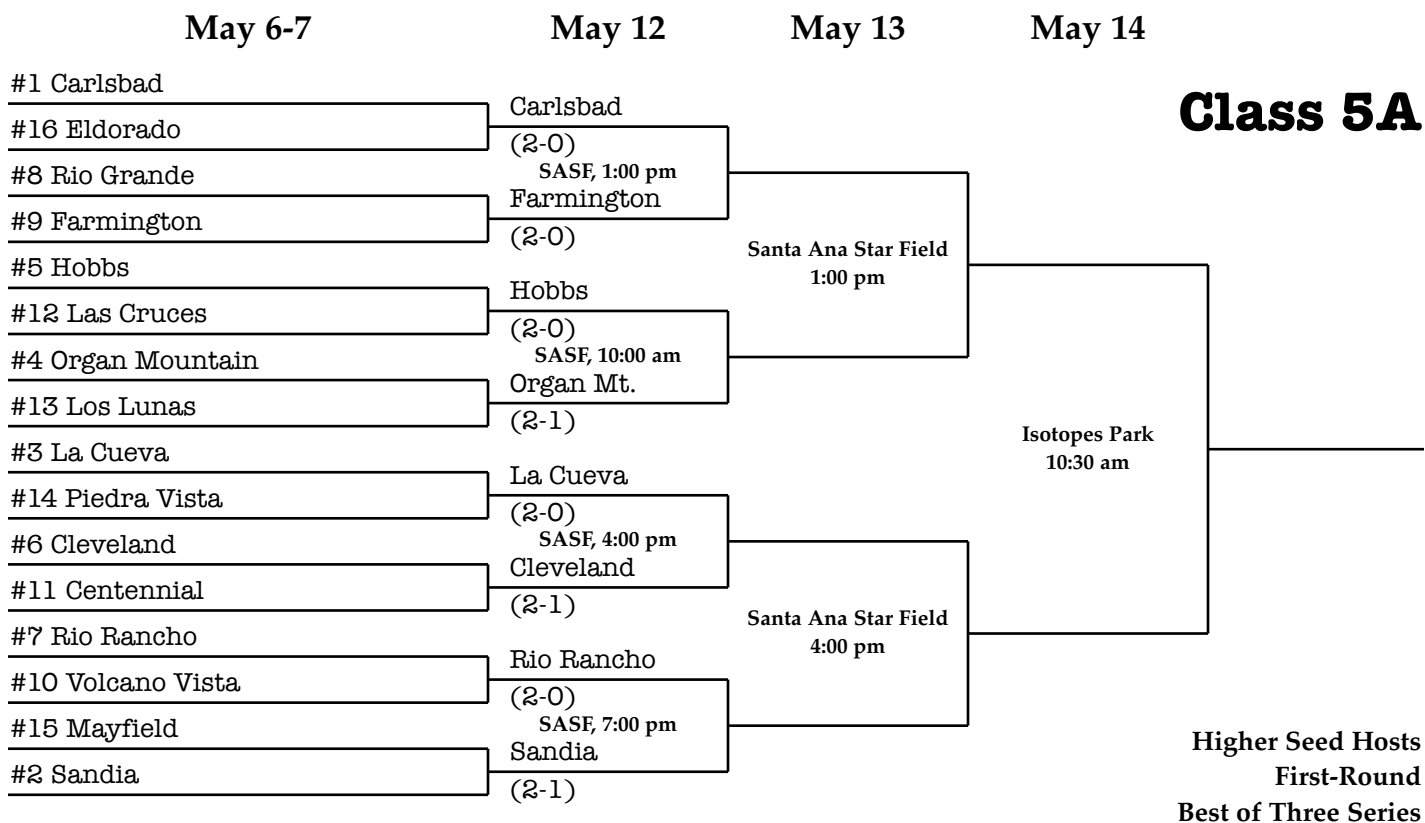 May 6-7
May 12
May 13
May 14
Class 5A
#1 Carlsbad
#16 Eldorado
#8 Rio Grande
#9 Farmington
#5 Hobbs
#12 Las Cruces
#4 Organ Mountain
#13 Los Lunas
#3 La Cueva
#14 Piedra Vista
#6 Cleveland
#11 Centennial
#7 Rio Rancho
#10 Volcano Vista
#15 Mayfield
#2 Sandia
Carlsbad
(2-0)
SASF, 1:00 pm
Farmington
(2-0)
Hobbs
(2-0)
SASF, 10:00 am
Organ Mt.
(2-1)
La Cueva
(2-0)
SASF, 4:00 pm
Cleveland
(2-1)
Rio Rancho
(2-0)
SASF, 7:00 pm
Sandia
(2-1)
Santa Ana Star Field
1:00 pm
Santa Ana Star Field
4:00 pm
Isotopes Park
10:30 am
Higher Seed Hosts
First-Round
Best of Three Series